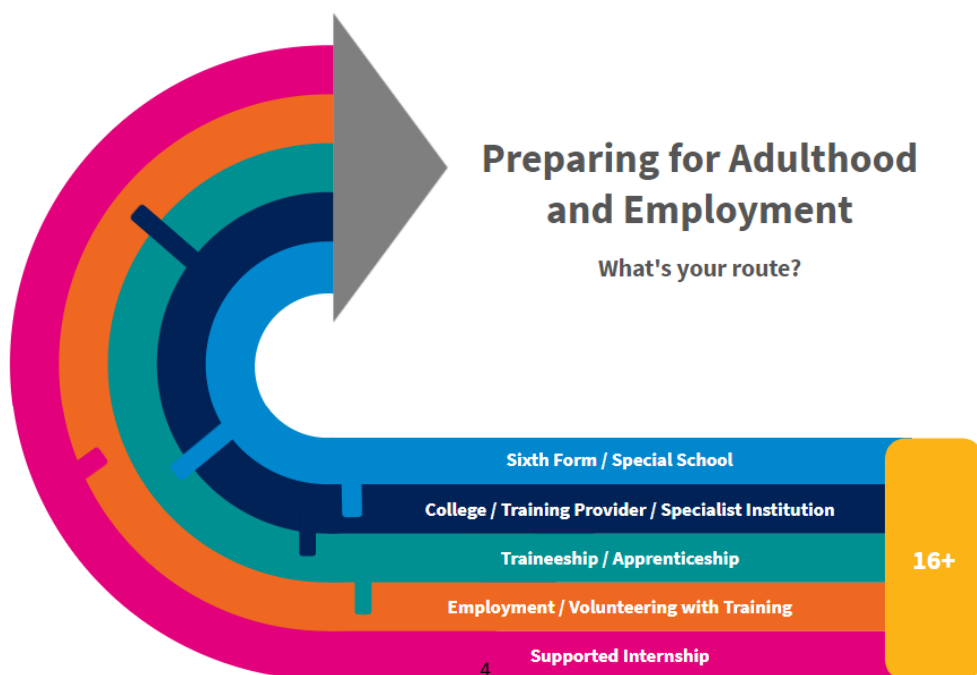 Preparing for Adulthood
and Employment
What's your route?
Sixth Form / Special School
College / Training Provider / Specialist Institution
Traineeship / Apprenticeship
16+
Employment / Volunteering with Training
Supported Internship
4